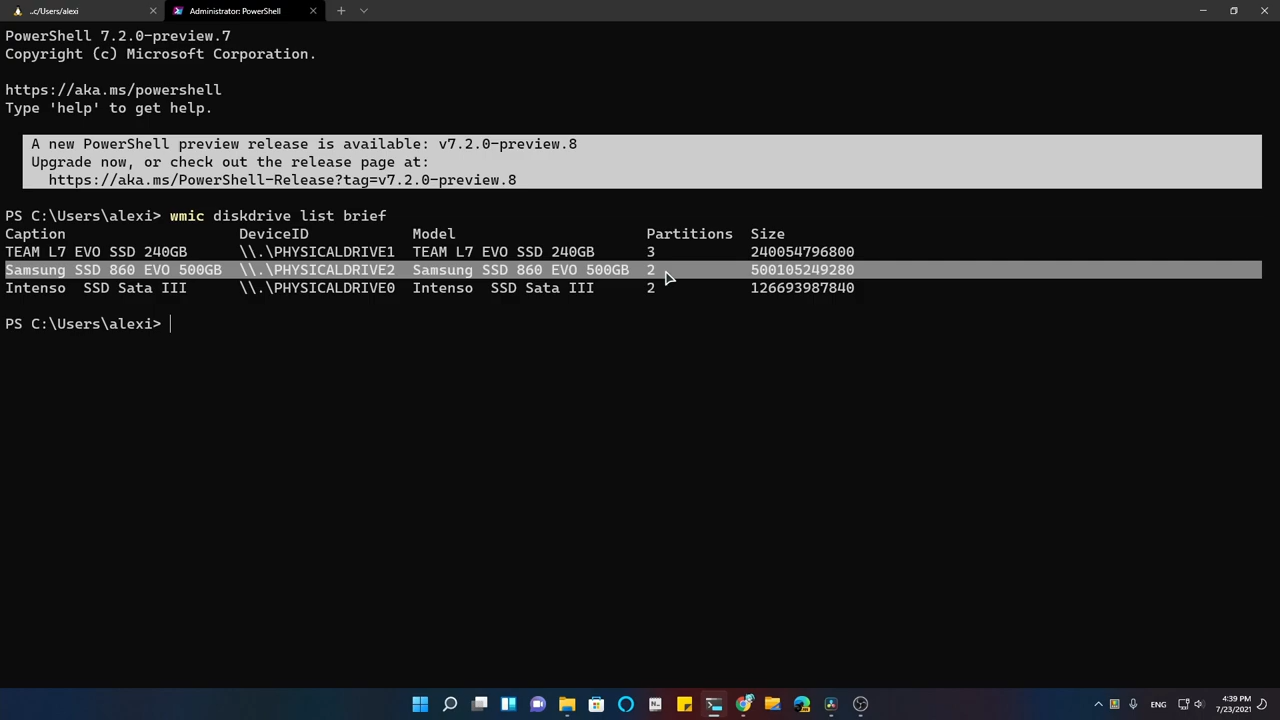 ..c/Users/alexi
Administrator: PowerShell
PowerShell 7.2.0-preview.7
Copyright (c) Microsoft Corporation.
https://aka.ms/powershell
Type 'help' to get help.
A new PowerShell preview release is available: v7.2.0-preview.8
Upgrade now, or check out the release page at:
https://aka.ms/PowerShell-Release?tag=v7.2.0-preview.8
PS C:\Users\alexi> wmic diskdrive list brief
Caption DeviceID Model Partitions Size
TEAM L7 EVO SSD 240GB \\.\PHYSICALDRIVE1 TEAM L7 EVO SSD 240GB 3 240054796800
Samsung SSD 860 EVO 500GB \\.\PHYSICALDRIVE2 Samsung SSD 860 EVO 500GB 2 500105249280
Intenso SSD Sata III \\.\PHYSICALDRIVE0 Intenso SSD Sata III 2 126693987840
PS C:\Users\alexi>
ENG
4:39 PM
7/23/2021